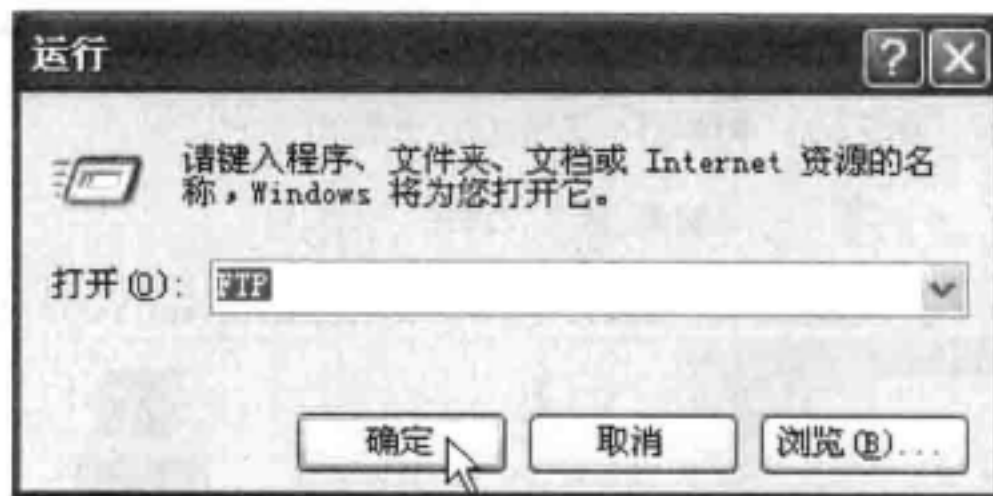 运行
请键入程序、文件夹、文档或 Internet 资源的名
称，Windows 将为您打开它。
打开(O): FTP
确定 取消 浏览(B)...